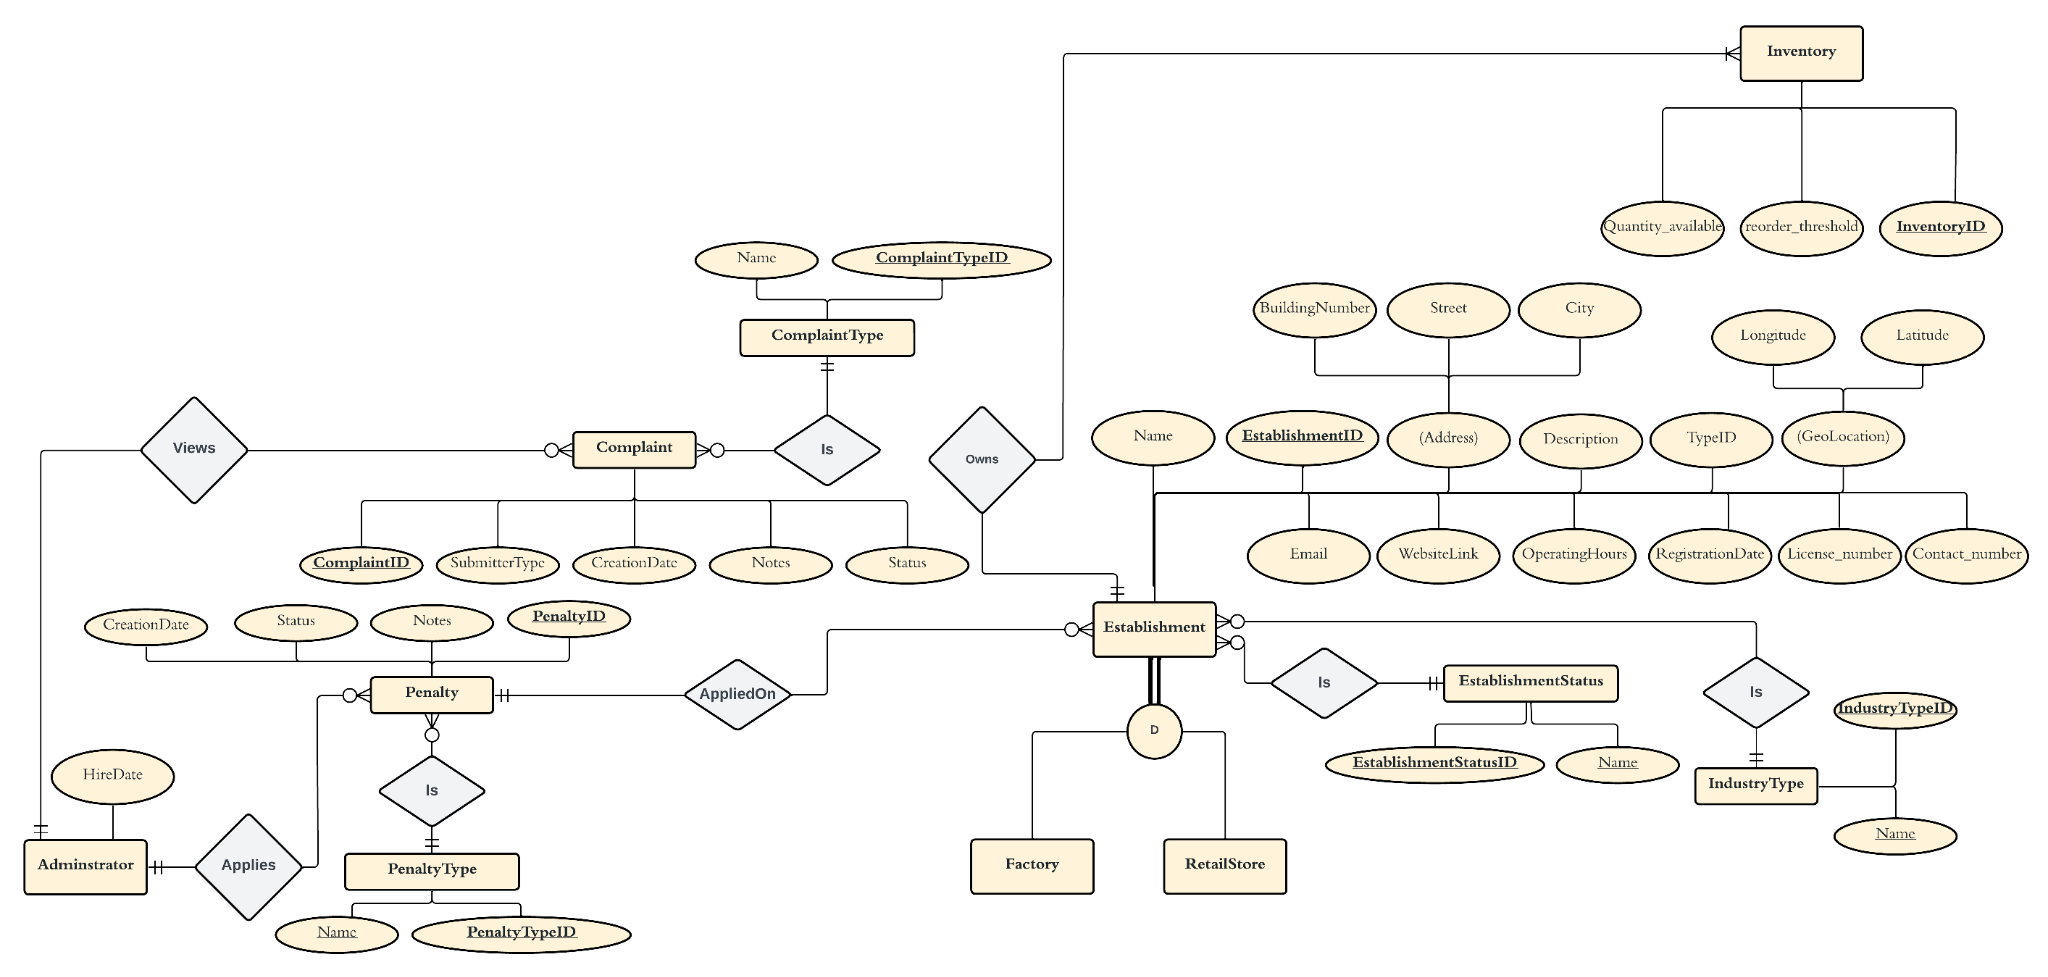 Inventory
Quantity_available
reorder_threshold
InventoryID
Name
ComplaintTypeID
ComplaintType
BuildingNumber
Street
City
Longitude
Latitude
Views
Complaint
Is
Owns
Name
EstablishmentID
(Address)
Description
TypeID
(GeoLocation)
ComplaintID
SubmitterType
CreationDate
Notes
Status
Email
WebsiteLink
OperatingHours
RegistrationDate
License_number
Contact_number
CreationDate
Status
Notes
PenaltyID
Establishment
Penalty
AppliedOn
Is
EstablishmentStatus
Is
IndustryTypeID
D
HireDate
Is
EstablishmentStatusID
Name
IndustryType
Name
Adminstrator
Applies
PenaltyType
Factory
RetailStore
Name
PenaltyTypeID